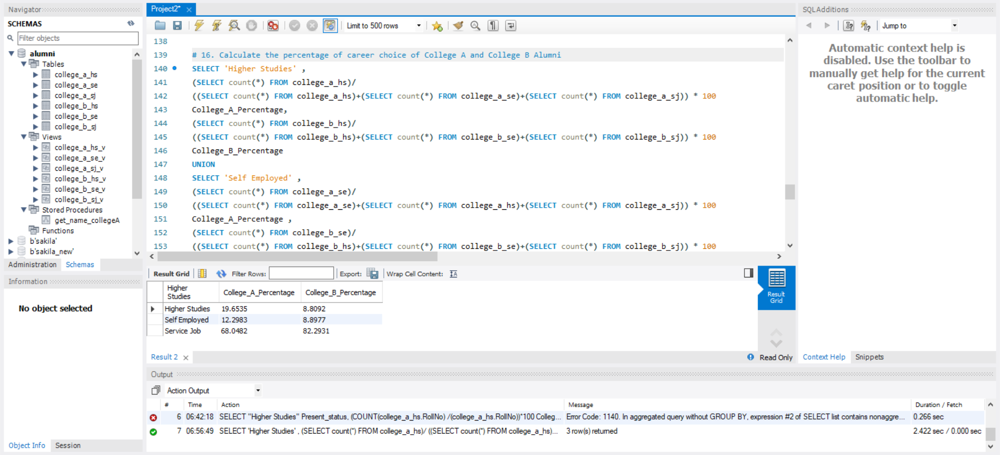 Navigator
SCHEMAS
Filter objects
alumni
Tables
college_a_hs
college_a_se
college_a_sj
college_b_hs
college_b_se
college_b_sj
Views
college_a_hs_v
college_a_se_v
college_a_sj_v
college_b_hs_v
college_b_se_v
college_b_sj_v
Stored Procedures
get_name_collegeA
Functions
b'sakila'
b'sakila_new'
Administration Schemas
Information
No object selected
Object Info Session
Project2*
Limit to 500 rows
138
139 # 16. Calculate the percentage of career choice of College A and College B Alumni
140 SELECT 'Higher Studies' ,
141 (SELECT count(*) FROM college_a_hs)/
142 ((SELECT count(*) FROM college_a_hs)+(SELECT count(*) FROM college_a_se)+(SELECT count(*) FROM college_a_sj)) * 100
143 College_A_Percentage,
144 (SELECT count(*) FROM college_b_hs)/
145 ((SELECT count(*) FROM college_b_hs)+(SELECT count(*) FROM college_b_se)+(SELECT count(*) FROM college_b_sj)) * 100
146 College_B_Percentage
147 UNION
148 SELECT 'Self Employed' ,
149 (SELECT count(*) FROM college_a_se)/
150 ((SELECT count(*) FROM college_a_se)+(SELECT count(*) FROM college_a_hs)+(SELECT count(*) FROM college_a_sj)) * 100
151 College_A_Percentage ,
152 (SELECT count(*) FROM college_b_se)/
153 ((SELECT count(*) FROM college_b_hs)+(SELECT count(*) FROM college_b_se)+(SELECT count(*) FROM college_b_sj)) * 100
Result Grid Filter Rows: Export: Wrap Cell Content: IA
Higher
Studies College_A_Percentage College_B_Percentage
Higher Studies 19.6535 8.8092
Self Employed 12.2983 8.8977
Service Job 68.0482 82.2931
Result
Grid
Result 2
Read Only
Output
Action Output
# Time Action Message Duration / Fetch
6 06:42:18 SELECT "Higher Studies" Present_status, (COUNT(college_a_hs.RollNo) /(college_a_hs.RollNo))*100 Colleg... Error Code: 1140. In aggregated query without GROUP BY, expression #2 of SELECT list contains nonaggre... 0.266 sec
7 06:56:49 SELECT 'Higher Studies' , (SELECT count(*) FROM college_a_hs)/ ((SELECT count(*) FROM college_a_hs)... 3 row(s) returned 2.422 sec / 0.000 sec
SQLAdditions
Jump to
Automatic context help is
disabled. Use the toolbar to
manually get help for the current
caret position or to toggle
automatic help.
Context Help Snippets